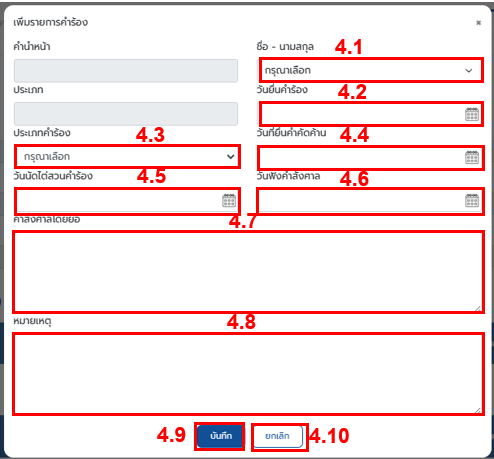 เพิ่มรายการคำร้อง ×
คำนำหน้า ชื่อ - นามสกุล 4.1
กรุณาเลือก
ประเภท วันยื่นคำร้อง 4.2
ประเภทคำร้อง 4.3 วันที่ยื่นคำคัดค้าน 4.4
กรุณาเลือก
วันนัดไต่สวนคำร้อง 4.5 วันฟังคำสั่งศาล 4.6
คำสั่งศาลโดยย่อ 4.7
หมายเหตุ 4.8
4.9 บันทึก ยกเลิก 4.10